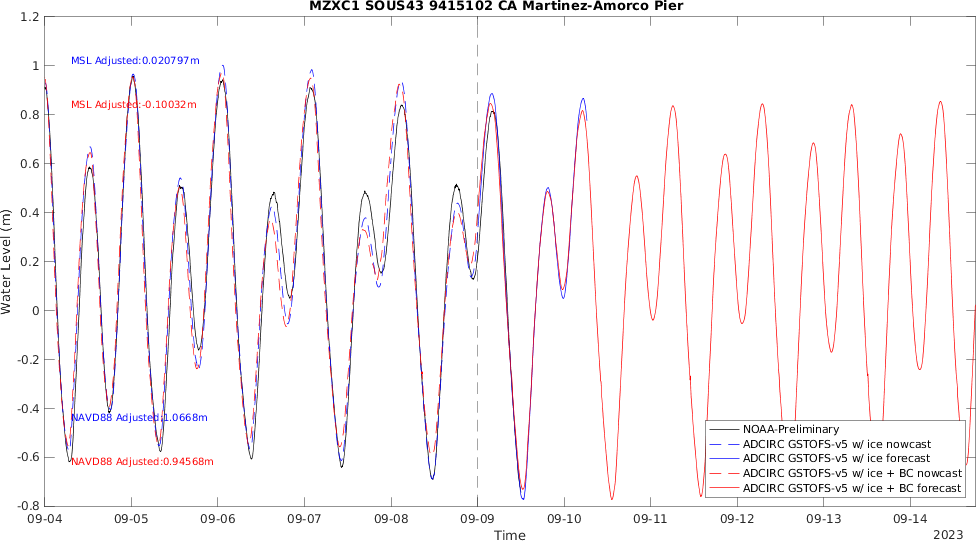 MZXC1 SOUS43 9415102 CA Martinez-Amorco Pier
1.2
1
0.8
0.6
0.4
0.2
0
-0.2
-0.4
-0.6
-0.8
Water Level (m)
MSL Adjusted:0.020797m
MSL Adjusted:-0.10032m
NAVD88 Adjusted:1.0668m
NAVD88 Adjusted:0.94568m
NOAA-Preliminary
ADCIRC GSTOFS-v5 w/ ice nowcast
ADCIRC GSTOFS-v5 w/ ice forecast
ADCIRC GSTOFS-v5 w/ ice + BC nowcast
ADCIRC GSTOFS-v5 w/ ice + BC forecast
09-04 09-05 09-06 09-07 09-08 09-09 09-10 09-11 09-12 09-13 09-14
Time
2023